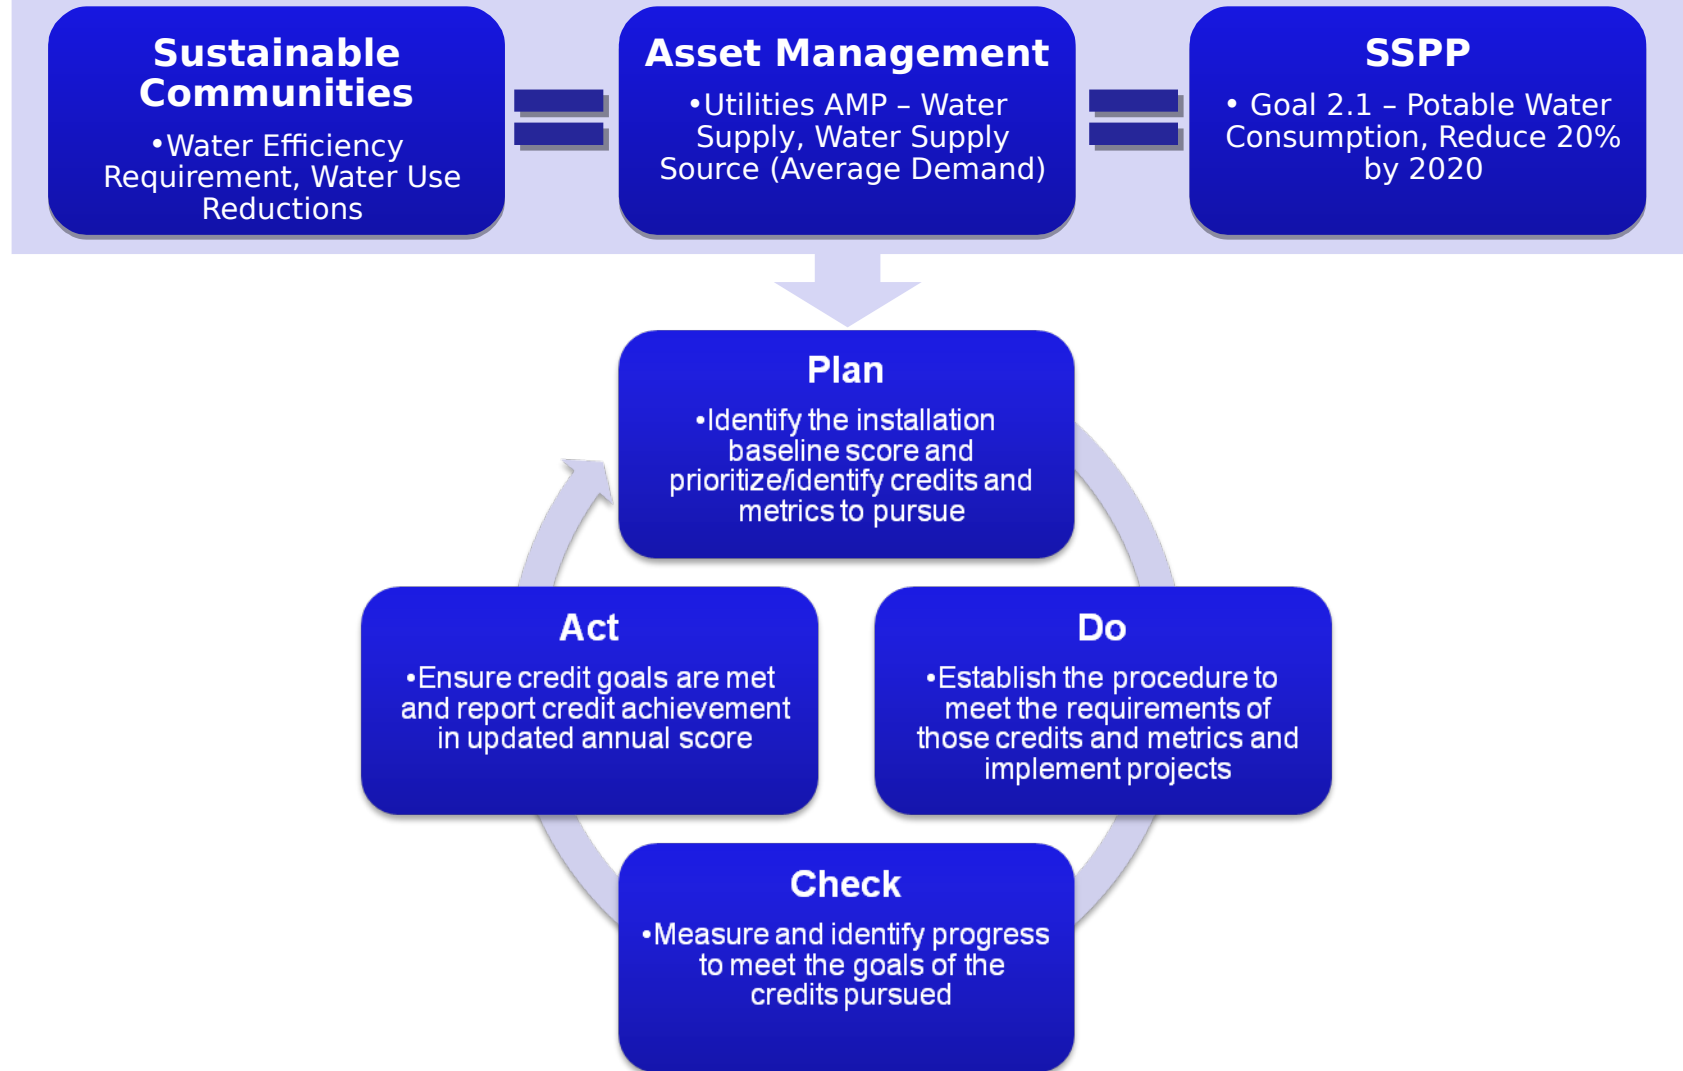 Sustainable
Communities
•Water Efficiency
Requirement, Water Use
Reductions
Asset Management
•Utilities AMP – Water
Supply, Water Supply
Source (Average Demand)
SSPP
• Goal 2.1 – Potable Water
Consumption, Reduce 20%
by 2020
Plan
•Identify the installation
baseline score and
prioritize/identify credits and
metrics to pursue
Act
•Ensure credit goals are met
and report credit achievement
in updated annual score
Do
•Establish the procedure to
meet the requirements of
those credits and metrics and
implement projects
Check
•Measure and identify progress
to meet the goals of the
credits pursued